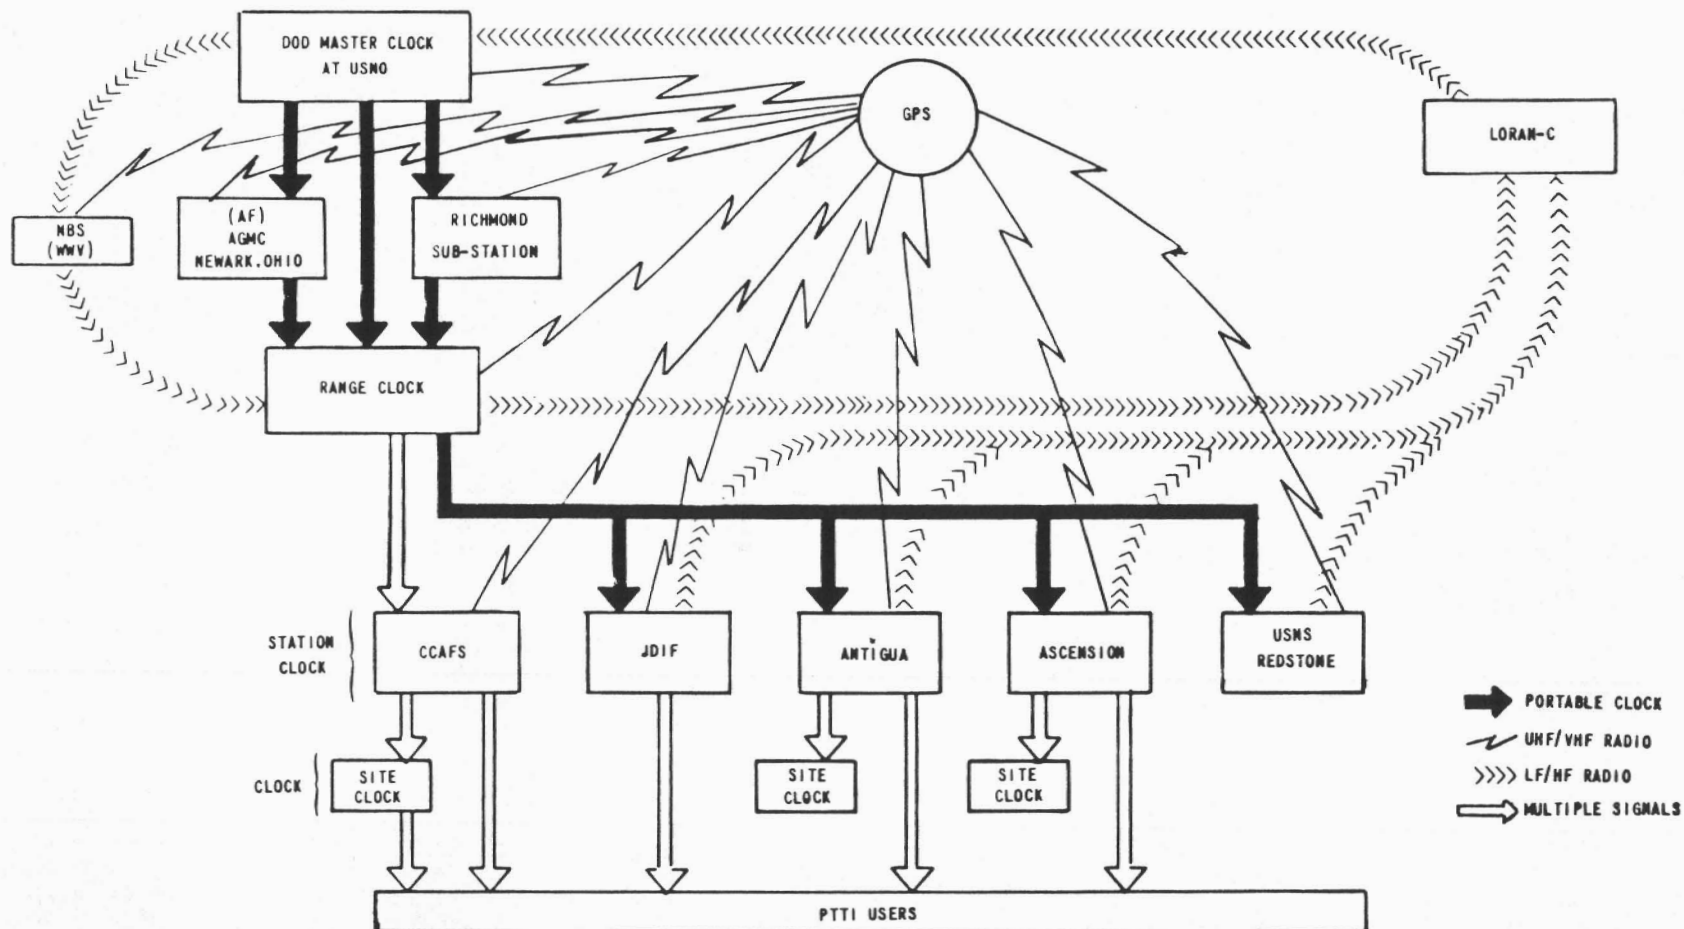 DOD MASTER CLOCK
AT USNO
GPS
LORAN-C
NBS
(WWV)
(AF)
AGMC
NEWARK.OHIO
RICHMOND
SUB-STATION
RANGE CLOCK
STATION
CLOCK
CCAFS
JDIF
ANTIGUA
ASCENSION
USNS
REDSTONE
PORTABLE CLOCK
UHF/VHF RADIO
LF/HF RADIO
MULTIPLE SIGNALS
CLOCK
SITE
CLOCK
SITE
CLOCK
SITE
CLOCK
PTTI USERS